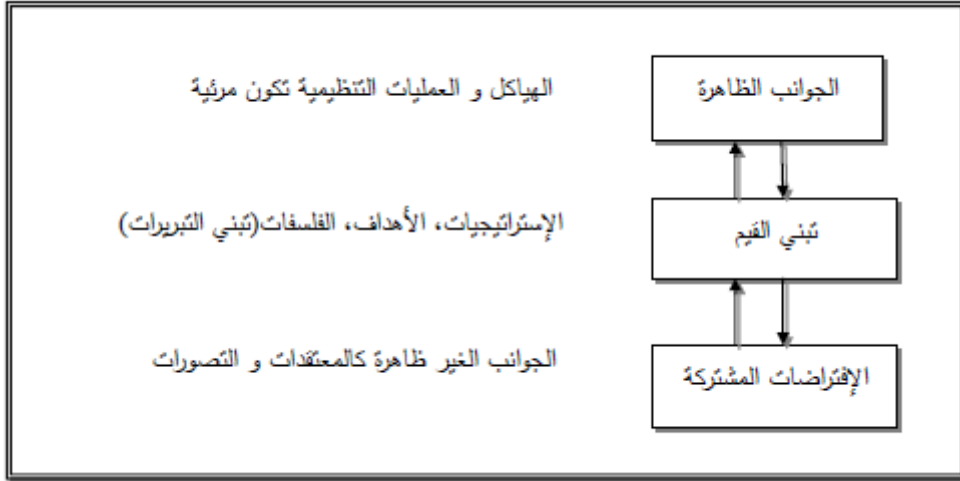 الجوانب الظاهرة
الهياكل و العمليات التنظيمية تكون مرئية
تبني القيم
الإستراتيجيات، الأهداف، الفلسفات(تبني التبريرات)
الإفتراضات المشتركة
الجوانب الغير ظاهرة كالمعتقدات و التصورات